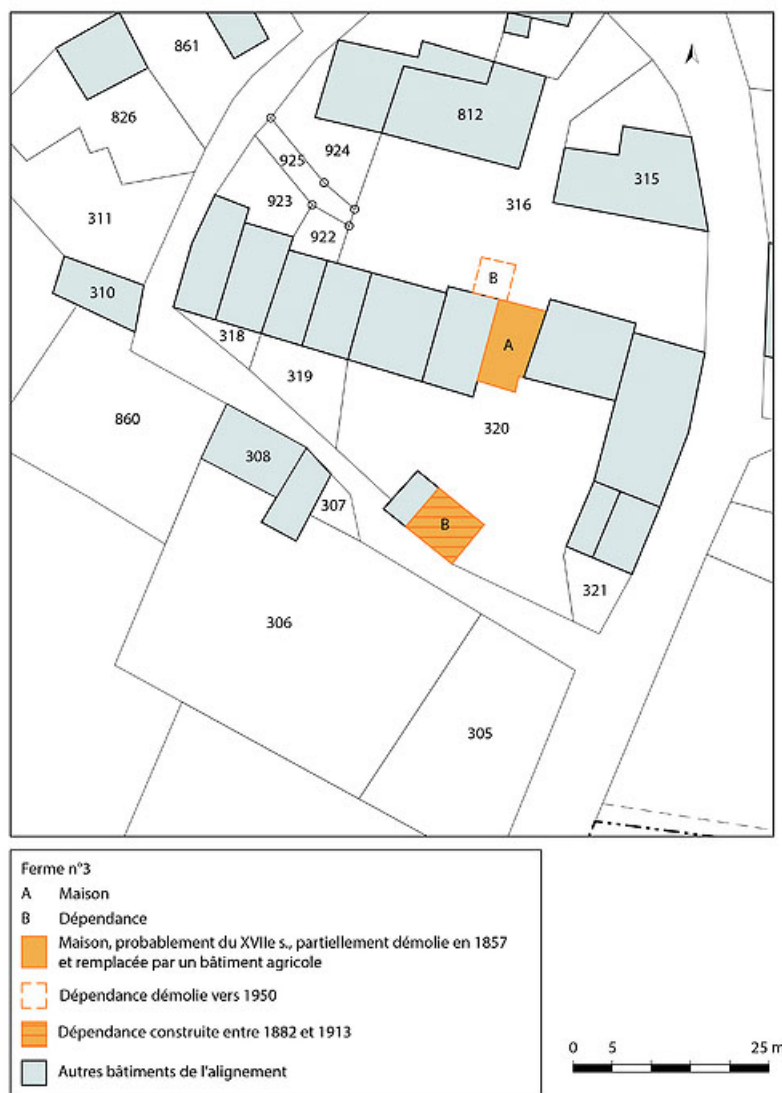 861
826
812
924
925
316
315
923
311
922
310
B
A
318
319
320
860
308
B
307
321
306
305
Ferme n°3
A Maison
B Dépendance
Maison, probablement du XVIIe s., partiellement démolie en 1857
et remplacée par un bâtiment agricole
Dépendance démolie vers 1950
Dépendance construite entre 1882 et 1913
Autres bâtiments de l'alignement
0 5 25 m